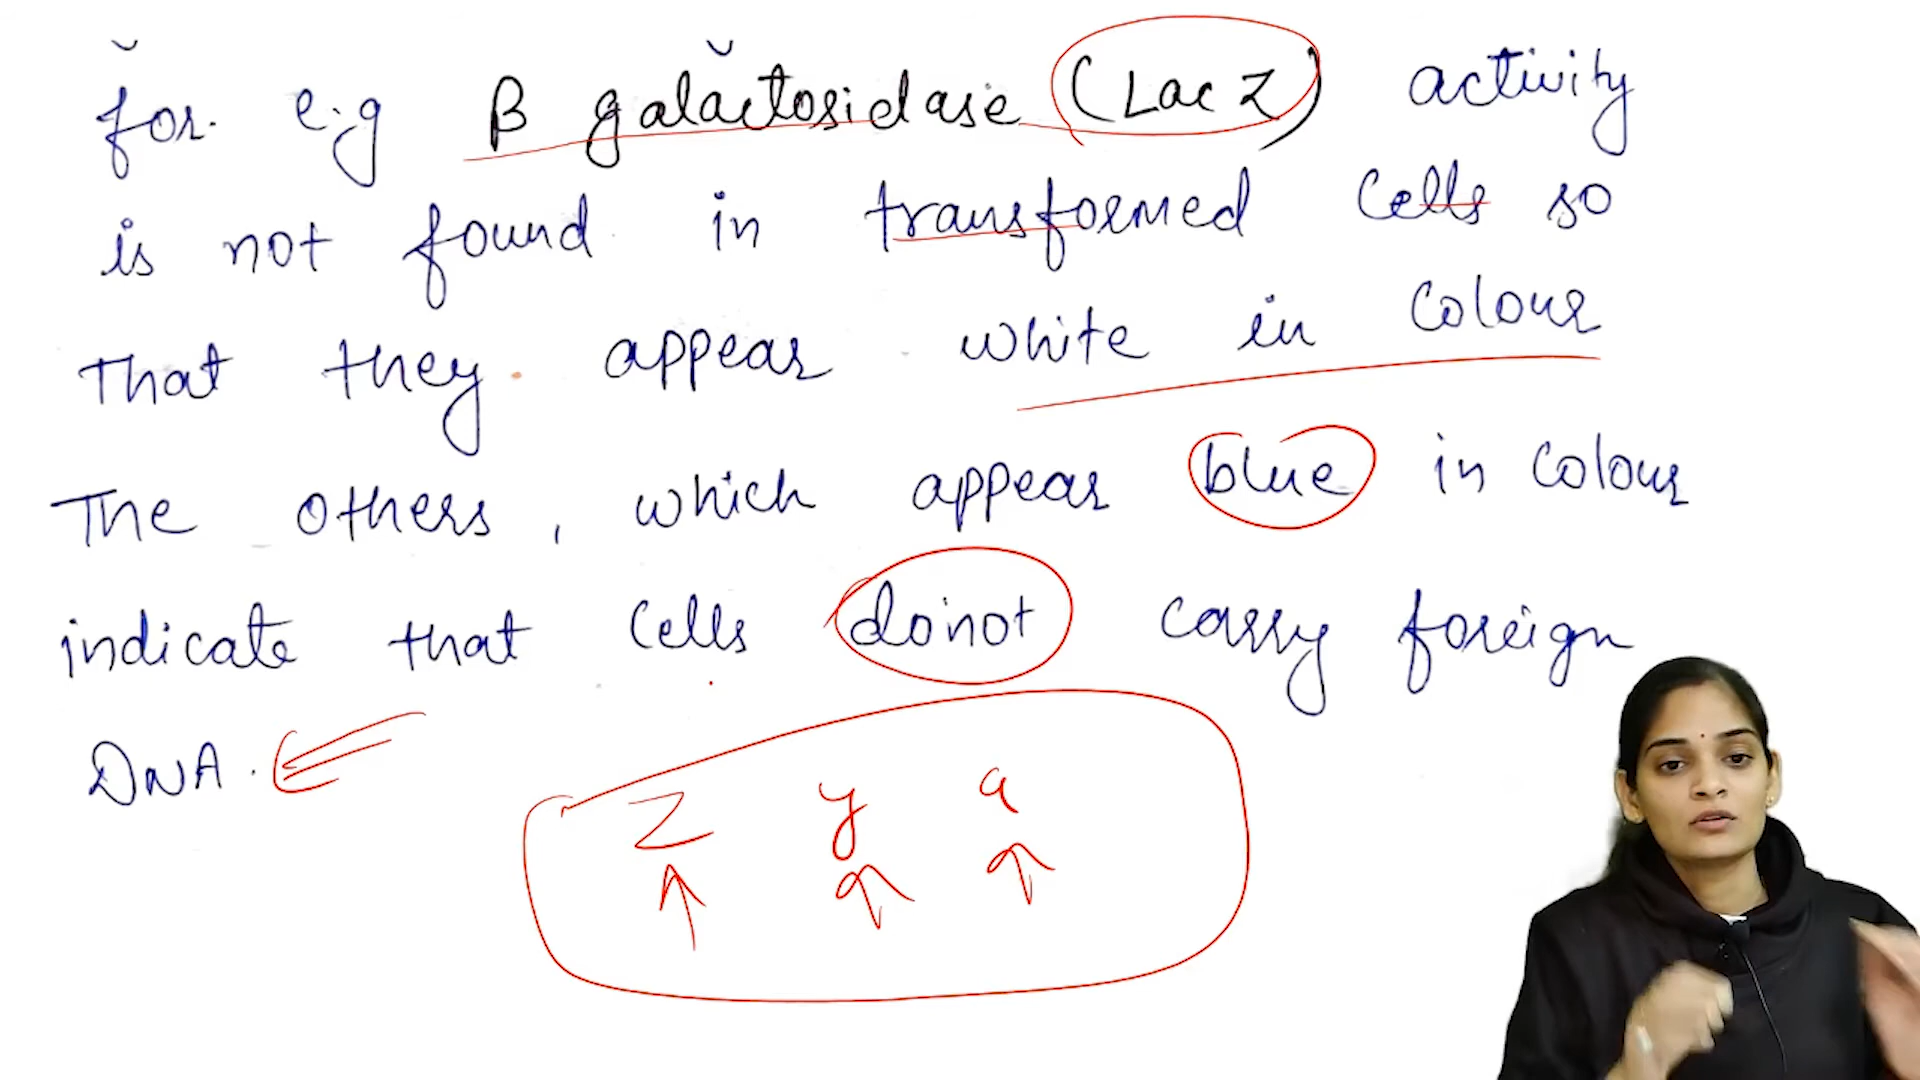 for. e.g β galactosidase (Lac Z) activity
is not found in transformed cells so
That they appear white in colour
The others, which appear blue in colour
indicate that cells donot carry foreign
DNA.
Z y a